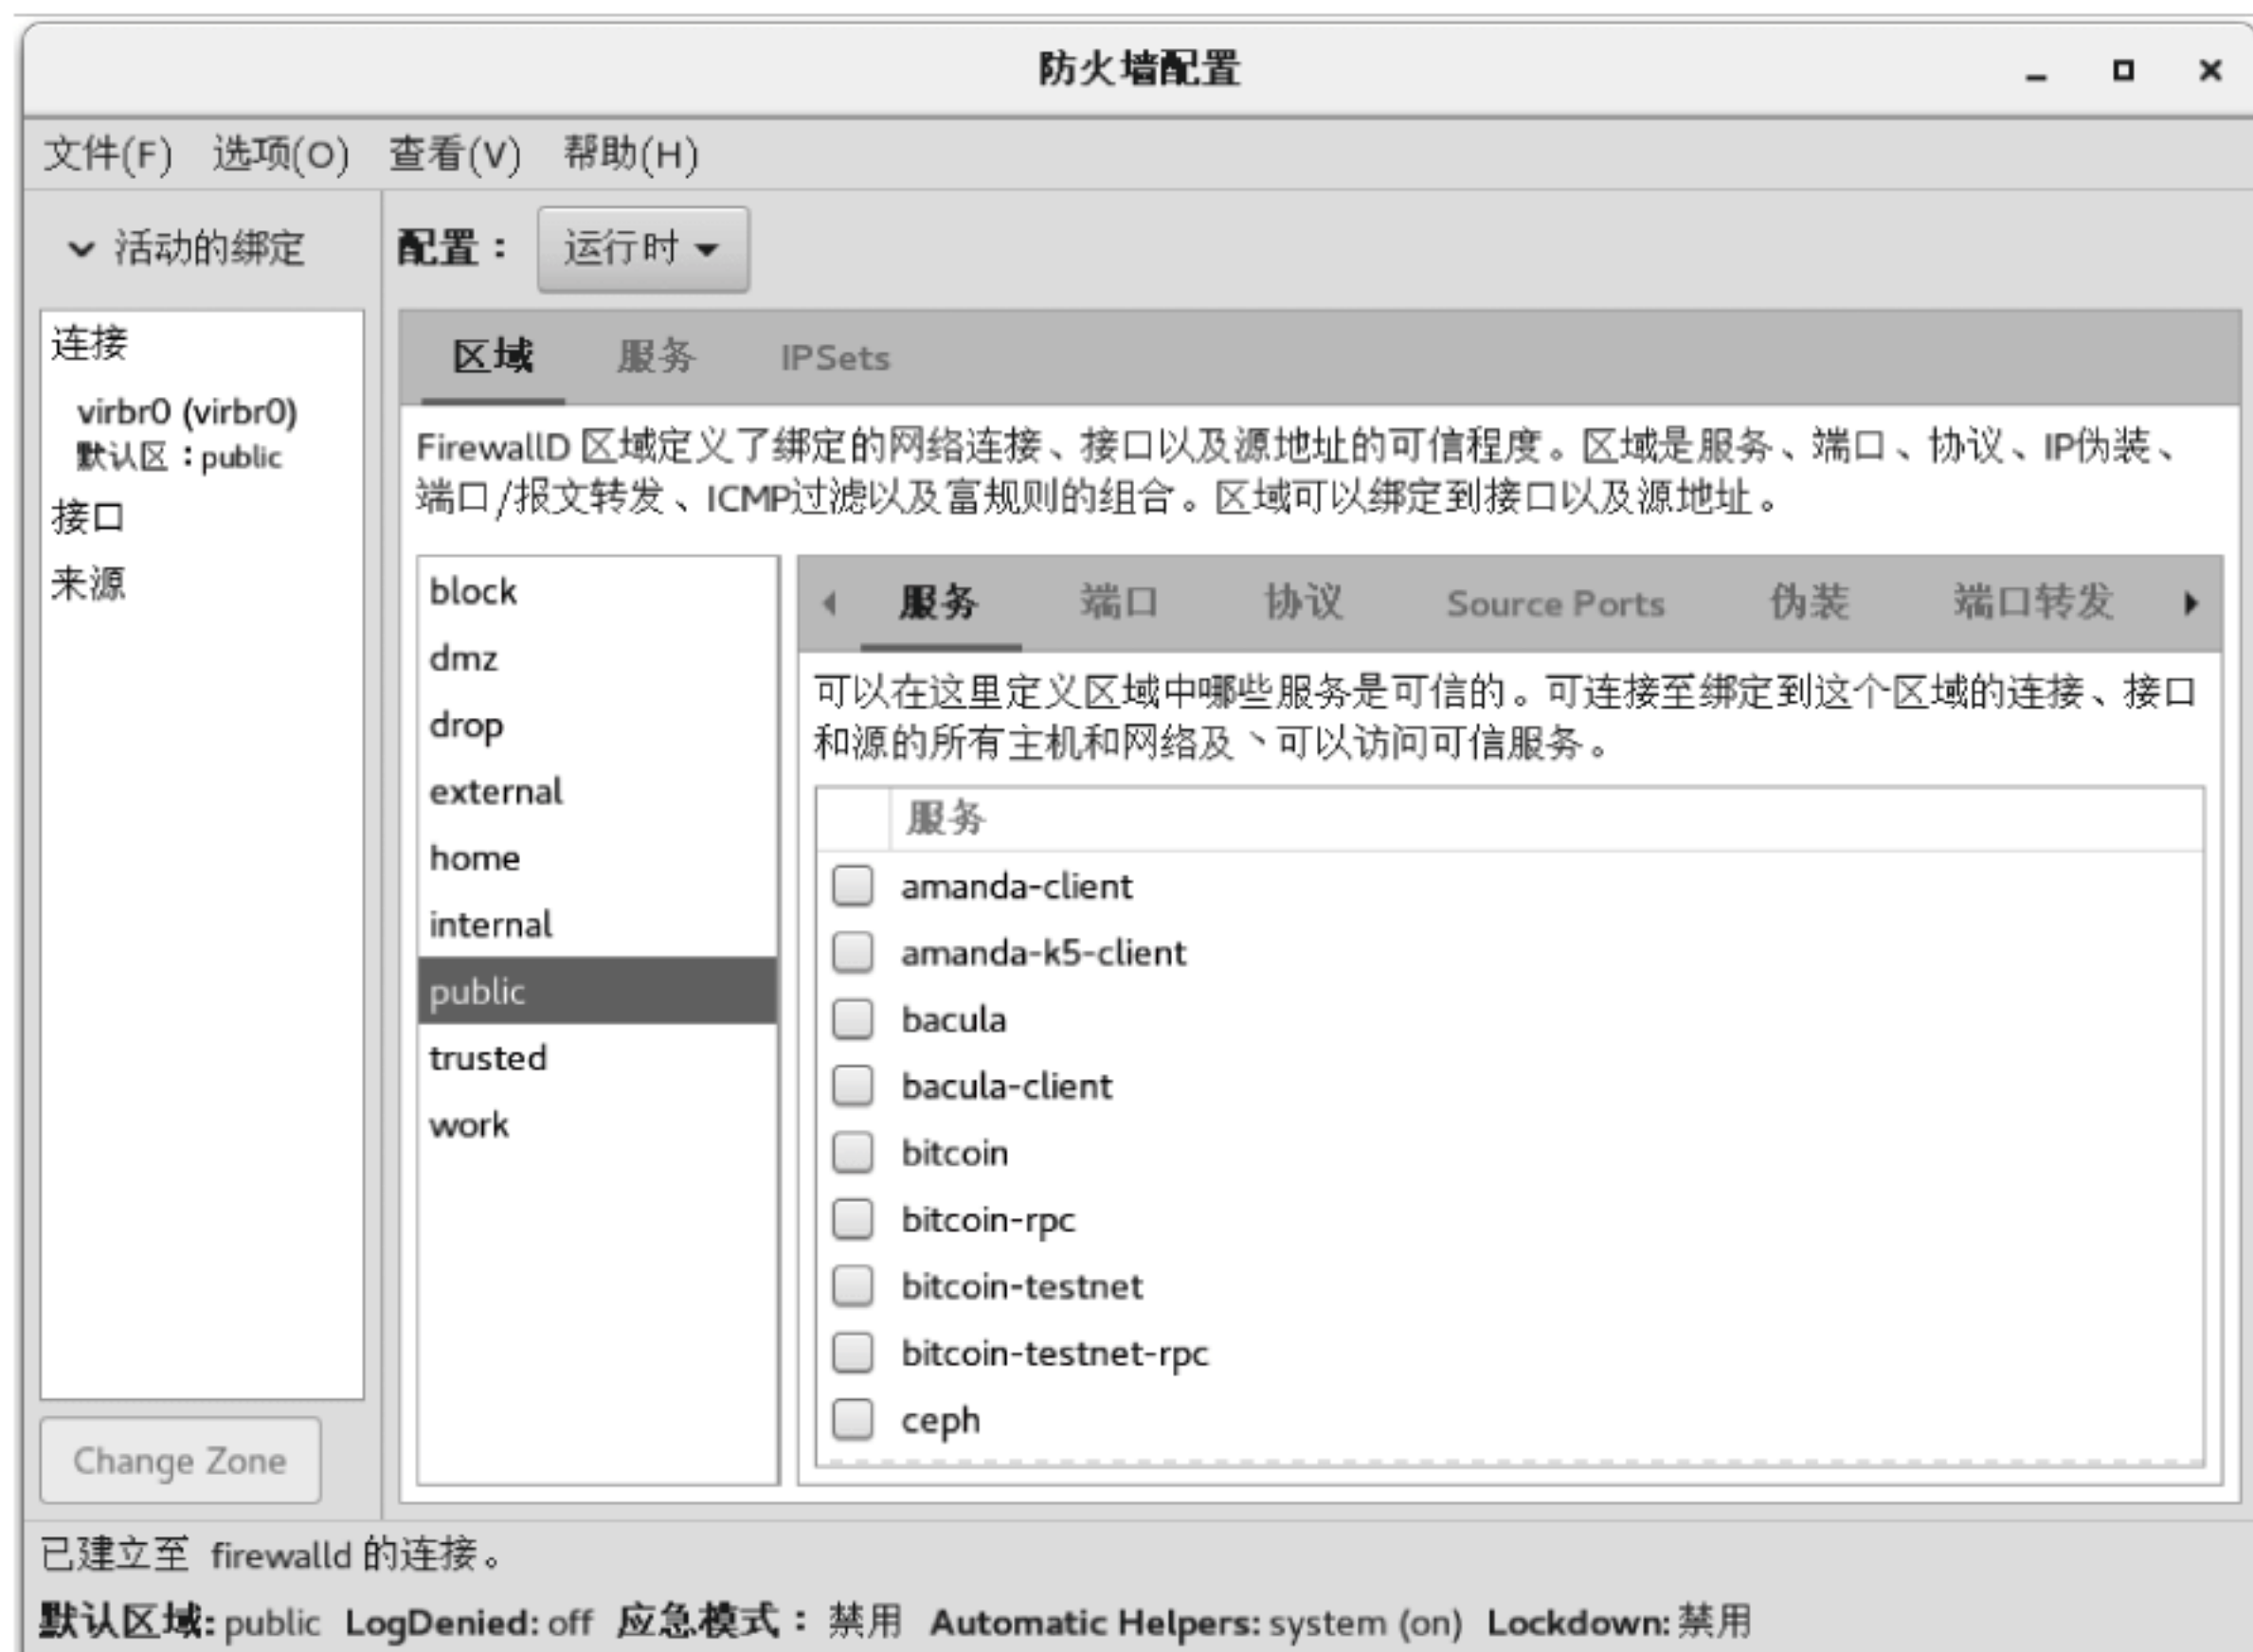 防火墙配置
文件(F) 选项(O) 查看(V) 帮助(H)
活动的绑定
连接
virbr0 (virbr0)
默认区：public
接口
来源
Change Zone
配置： 运行时
区域 服务 IPSets
FirewallD 区域定义了绑定的网络连接、接口以及源地址的可信程度。区域是服务、端口、协议、IP伪装、
端口/报文转发、ICMP过滤以及富规则的组合。区域可以绑定到接口以及源地址。
block
dmz
drop
external
home
internal
public
trusted
work
服务 端口 协议 Source Ports 伪装 端口转发
可以在这里定义区域中哪些服务是可信的。可连接至绑定到这个区域的连接、接口
和源的所有主机和网络及丶可以访问可信服务。
服务
amanda-client
amanda-k5-client
bacula
bacula-client
bitcoin
bitcoin-rpc
bitcoin-testnet
bitcoin-testnet-rpc
ceph
已建立至 firewalld 的连接。
默认区域: public LogDenied: off 应急模式： 禁用 Automatic Helpers: system (on) Lockdown: 禁用